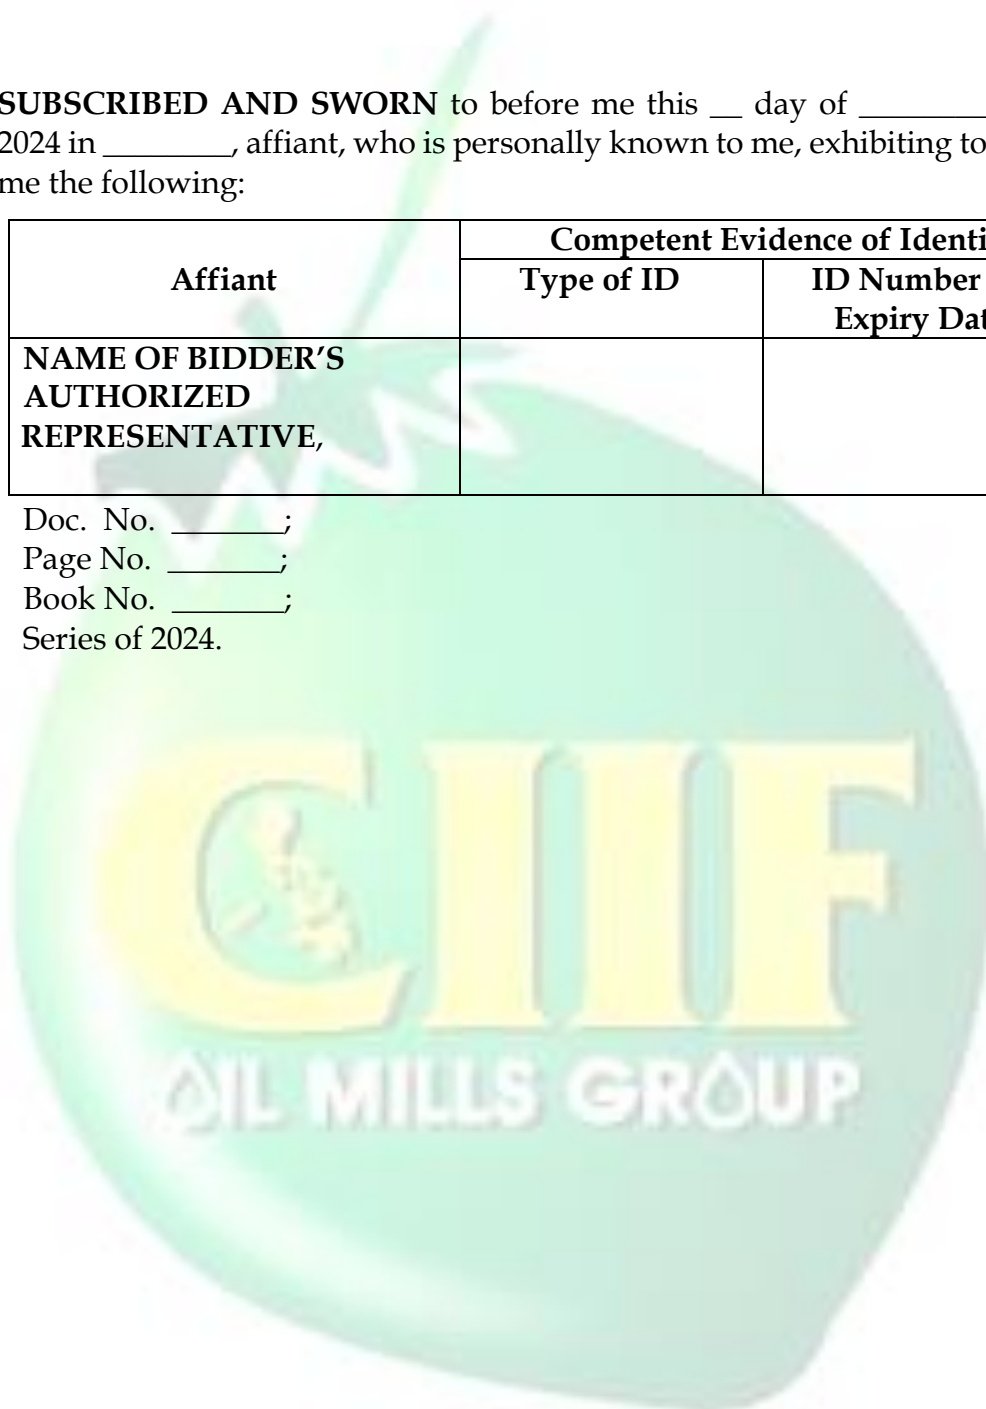 SUBSCRIBED AND SWORN to before me this __ day of ________
2024 in ________, affiant, who is personally known to me, exhibiting to
me the following:
Competent Evidence of Identi
Affiant
Type of ID
ID Number
Expiry Dat
NAME OF BIDDER’S
AUTHORIZED
REPRESENTATIVE,
Doc. No. _______;
Page No. _______;
Book No. _______;
Series of 2024.
CIIF
OIL MILLS GROUP